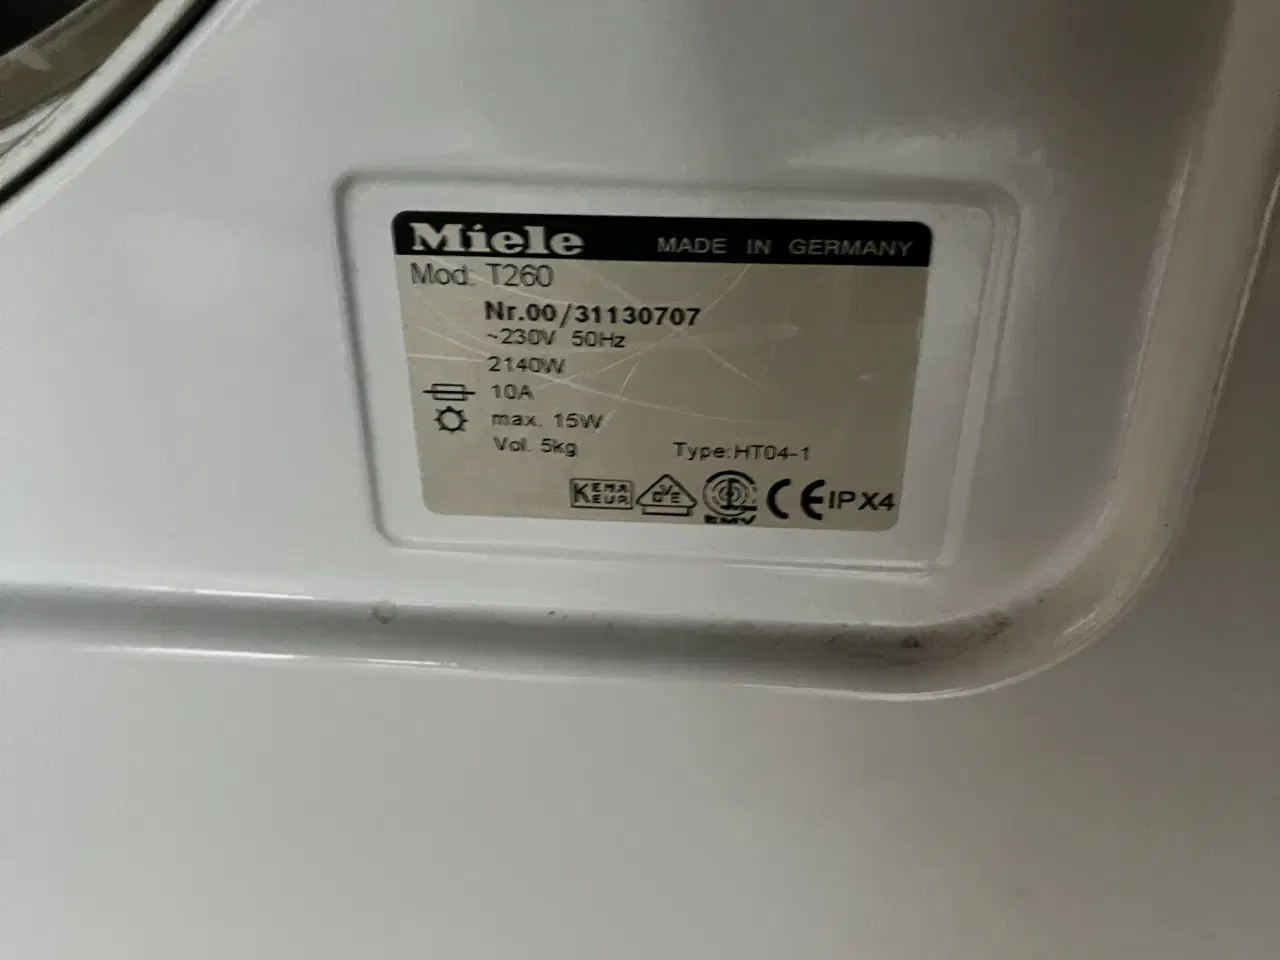 Miele MADE IN GERMANY
Mod. T260
Nr.00/31130707
~230V 50Hz
2140W
10A
max. 15W
Vol. 5kg Type:HT04-1
KEMA KEUR VDE EMV CE IPX4